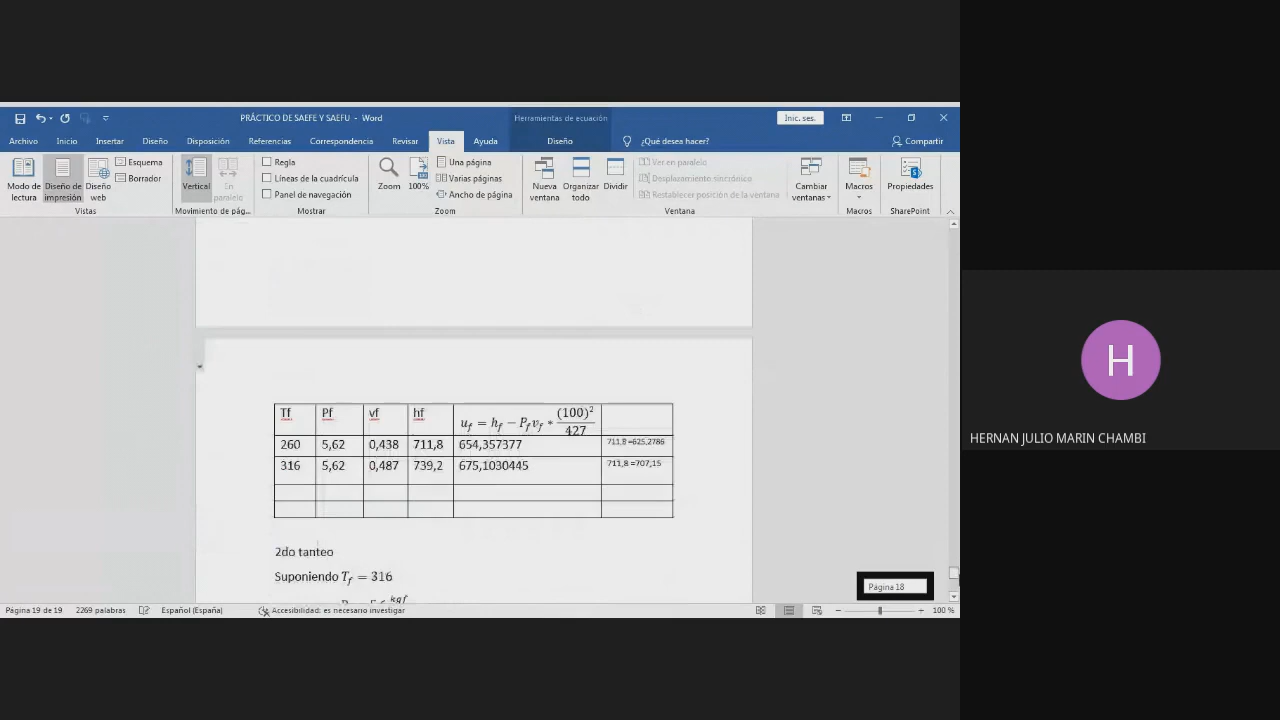 PRÁCTICO DE SAEFE Y SAEFU - Word
Herramientas de ecuación
Inic. ses.
Archivo Inicio Insertar Diseño Disposición Referencias Correspondencia Revisar Vista Ayuda Diseño ¿Qué desea hacer? Compartir
Modo de lectura
Diseño de impresión
Diseño web
Esquema
Borrador
Vistas
Vertical
En paralelo
Movimiento de pág...
Regla
Líneas de la cuadrícula
Panel de navegación
Mostrar
Zoom
100%
Una página
Varias páginas
Ancho de página
Zoom
Nueva ventana
Organizar todo
Dividir
Ver en paralelo
Desplazamiento sincrónico
Restablecer posición de la ventana
Ventana
Cambiar ventanas
Macros
Macros
Propiedades
SharePoint
Tf Pf vf hf u_f = h_f − P_f v_f * (100)²/427
260 5,62 0,438 711,8 654,357377 711,8 =625,2786
316 5,62 0,487 739,2 675,1030445 711,8 =707,15
2do tanteo
Suponiendo T_f = 316
kgf
Página 18
Página 19 de 19 2269 palabras Español (España) Accesibilidad: es necesario investigar 100 %
H
HERNAN JULIO MARIN CHAMBI